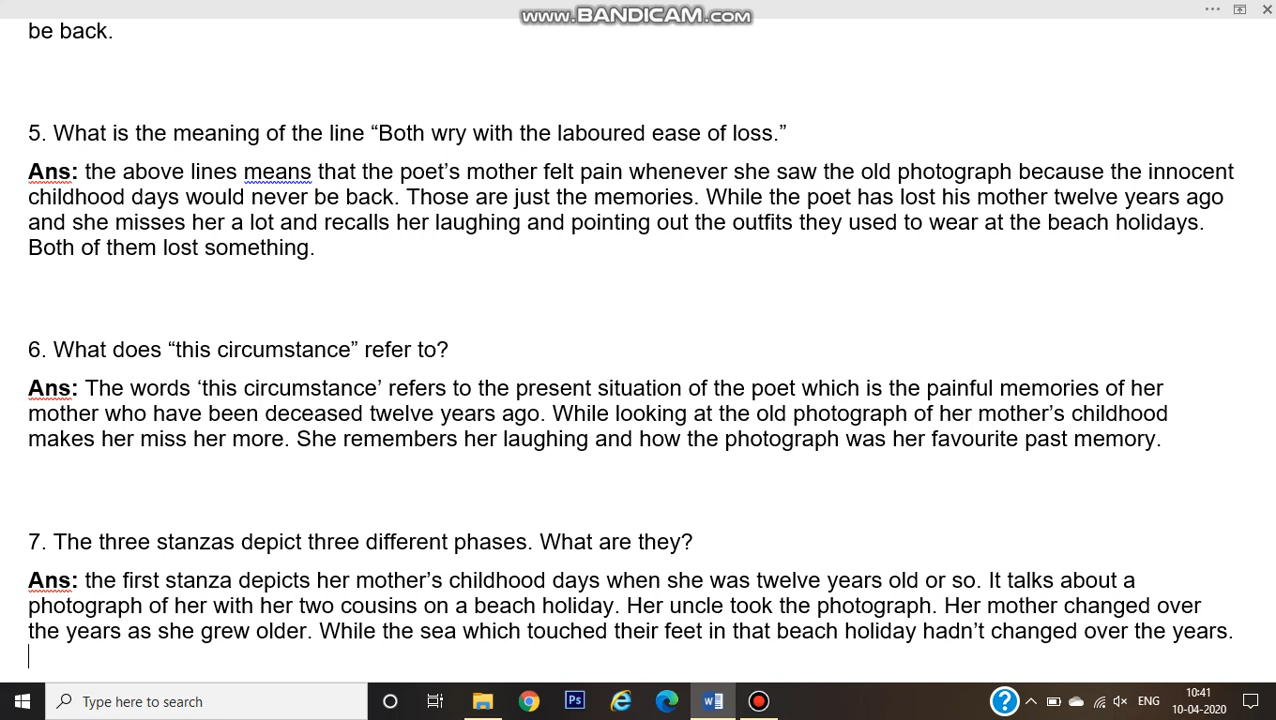 www.BANDICAM.com
be back.
5. What is the meaning of the line “Both wry with the laboured ease of loss.”
Ans: the above lines means that the poet’s mother felt pain whenever she saw the old photograph because the innocent
childhood days would never be back. Those are just the memories. While the poet has lost his mother twelve years ago
and she misses her a lot and recalls her laughing and pointing out the outfits they used to wear at the beach holidays.
Both of them lost something.
6. What does “this circumstance” refer to?
Ans: The words ‘this circumstance’ refers to the present situation of the poet which is the painful memories of her
mother who have been deceased twelve years ago. While looking at the old photograph of her mother’s childhood
makes her miss her more. She remembers her laughing and how the photograph was her favourite past memory.
7. The three stanzas depict three different phases. What are they?
Ans: the first stanza depicts her mother’s childhood days when she was twelve years old or so. It talks about a
photograph of her with her two cousins on a beach holiday. Her uncle took the photograph. Her mother changed over
the years as she grew older. While the sea which touched their feet in that beach holiday hadn’t changed over the years.
Type here to search
Ps
ENG
10:41
10-04-2020